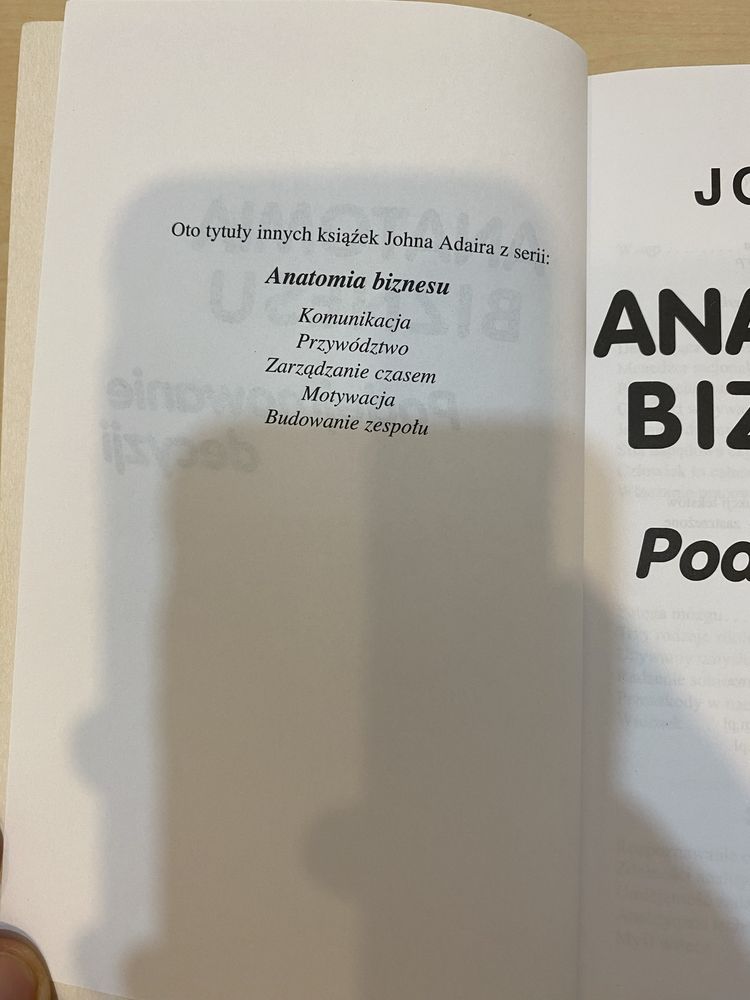 Oto tytuły innych książek Johna Adaira z serii:
Anatomia biznesu
Komunikacja
Przywództwo
Zarządzanie czasem
Motywacja
Budowanie zespołu
JO
ANA
BIZ
Pod